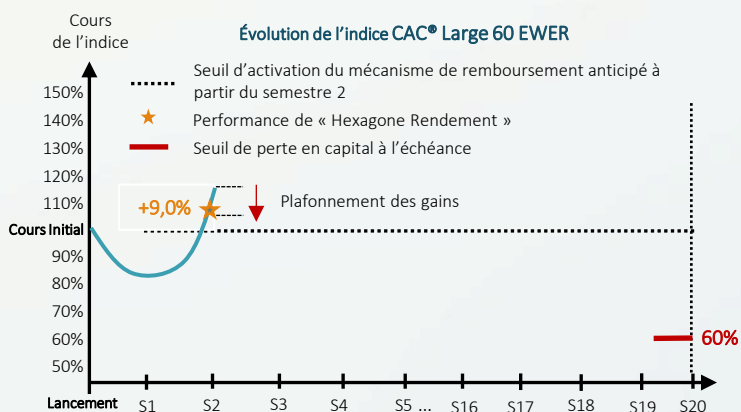 Cours
de l'indice
Évolution de l'indice CAC® Large 60 EWER
Seuil d'activation du mécanisme de remboursement anticipé à
partir du semestre 2
Performance de « Hexagone Rendement »
Seuil de perte en capital à l'échéance
150%
140%
130%
120%
110%
Cours Initial
90%
80%
70%
60%
50%
+9,0%
Plafonnement des gains
60%
Lancement S1 S2 S3 S4 S5 ... S16 S17 S18 S19 S20